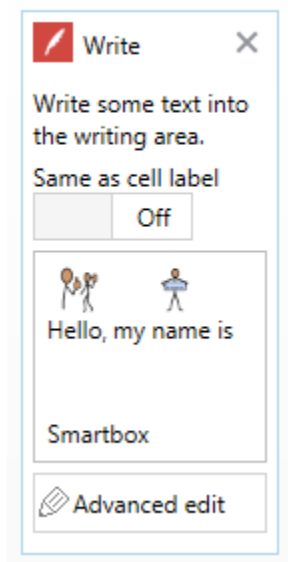 Write
Write some text into
the writing area.
Same as cell label
Off
Hello, my name is
Smartbox
Advanced edit